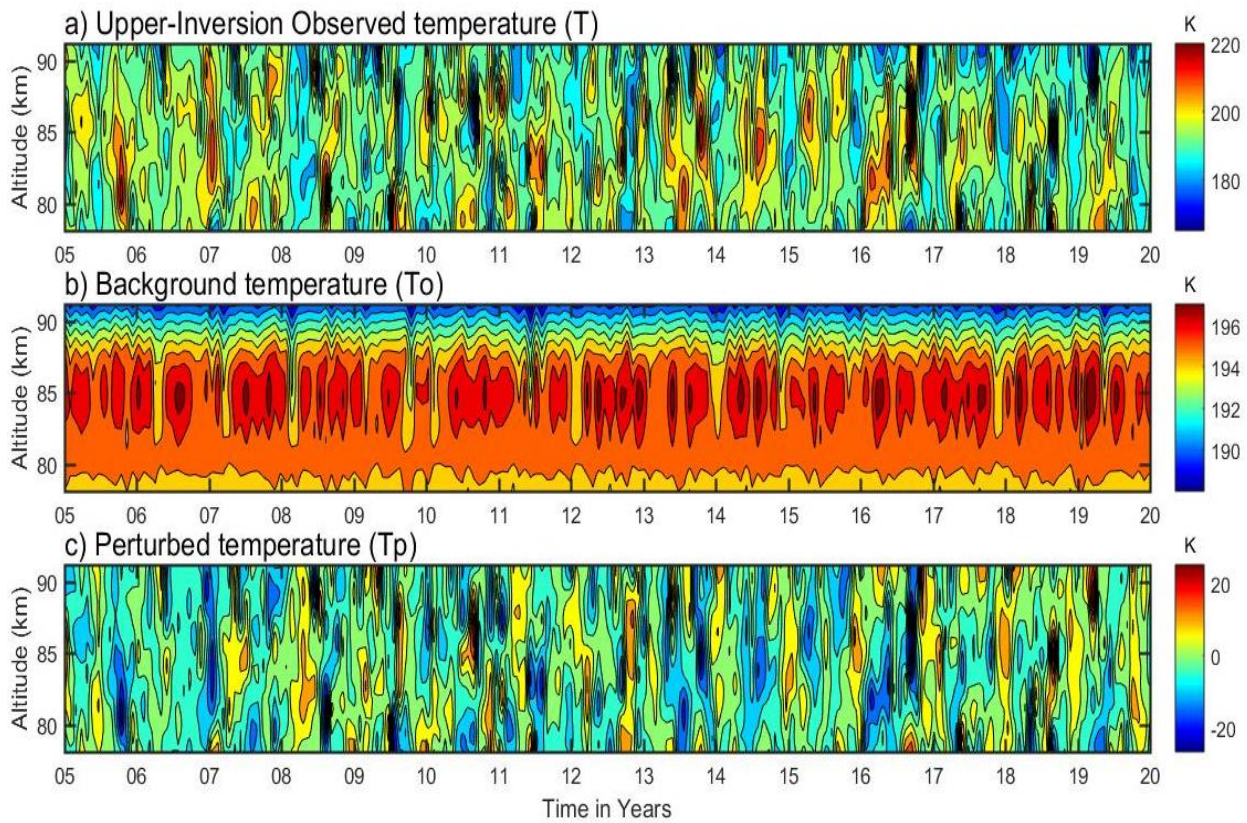 a) Upper-Inversion Observed temperature (T)
K
220
200
180
90
85
80
Altitude (km)
05 06 07 08 09 10 11 12 13 14 15 16 17 18 19 20
b) Background temperature (To)
K
196
194
192
190
90
85
80
Altitude (km)
05 06 07 08 09 10 11 12 13 14 15 16 17 18 19 20
c) Perturbed temperature (Tp)
K
20
0
-20
90
85
80
Altitude (km)
05 06 07 08 09 10 11 12 13 14 15 16 17 18 19 20
Time in Years